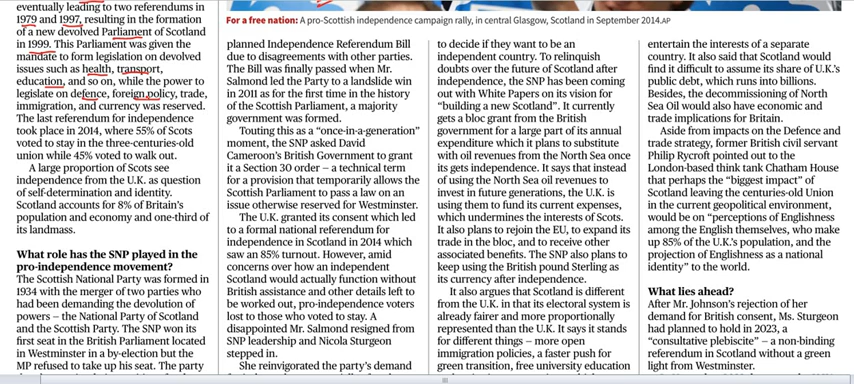 eventually leading to two referendums in
1979 and 1997, resulting in the formation
of a new devolved Parliament of Scotland
in 1999. This Parliament was given the
mandate to form legislation on devolved
issues such as health, transport,
education, and so on, while the power to
legislate on defence, foreign policy, trade,
immigration, and currency was reserved.
The last referendum for independence
took place in 2014, where 55% of Scots
voted to stay in the three-centuries-old
union while 45% voted to walk out.
A large proportion of Scots see
independence from the U.K. as question
of self-determination and identity.
Scotland accounts for 8% of Britain's
population and economy and one-third of
its landmass.
What role has the SNP played in the
pro-independence movement?
The Scottish National Party was formed in
1934 with the merger of two parties who
had been demanding the devolution of
powers – the National Party of Scotland
and the Scottish Party. The SNP won its
first seat in the British Parliament located
in Westminster in a by-election but the
MP refused to take up his seat. The party
For a free nation: A pro-Scottish independence campaign rally, in central Glasgow, Scotland in September 2014. AP
planned Independence Referendum Bill
due to disagreements with other parties.
The Bill was finally passed when Mr.
Salmond led the Party to a landslide win
in 2011 as for the first time in the history
of the Scottish Parliament, a majority
government was formed.
Touting this as a “once-in-a-generation”
moment, the SNP asked David
Cameron's British Government to grant
it a Section 30 order – a technical term
for a provision that temporarily allows the
Scottish Parliament to pass a law on an
issue otherwise reserved for Westminster.
The U.K. granted its consent which led
to a formal national referendum for
independence in Scotland in 2014 which
saw an 85% turnout. However, amid
concerns over how an independent
Scotland would actually function without
British assistance and other details left to
be worked out, pro-independence voters
lost to those who voted to stay. A
disappointed Mr. Salmond resigned from
SNP leadership and Nicola Sturgeon
stepped in.
She reinvigorated the party's demand
to decide if they want to be an
independent country. To relinquish
doubts over the future of Scotland after
independence, the SNP has been coming
out with White Papers on its vision for
“building a new Scotland”. It currently
gets a bloc grant from the British
government for a large part of its annual
expenditure which it plans to substitute
with oil revenues from the North Sea once
its gets independence. It says that instead
of using the North Sea oil revenues to
invest in future generations, the U.K. is
using them to fund its current expenses,
which undermines the interests of Scots.
It also plans to rejoin the EU, to expand its
trade in the bloc, and to receive other
associated benefits. The SNP also plans to
keep using the British pound Sterling as
its currency after independence.
It also argues that Scotland is different
from the U.K. in that its electoral system is
already fairer and more proportionally
represented than the U.K. It says it stands
for different things – more open
immigration policies, a faster push for
green transition, free university education
entertain the interests of a separate
country. It also said that Scotland would
find it difficult to assume its share of U.K.'s
public debt, which runs into billions.
Besides, the decommissioning of North
Sea Oil would also have economic and
trade implications for Britain.
Aside from impacts on the Defence and
trade strategy, former British civil servant
Philip Rycroft pointed out to the
London-based think tank Chatham House
that perhaps the “biggest impact” of
Scotland leaving the centuries-old Union
in the current geopolitical environment,
would be on “perceptions of Englishness
among the English themselves, who make
up 85% of the U.K.'s population, and the
projection of Englishness as a national
identity” to the world.
What lies ahead?
After Mr. Johnson's rejection of her
demand for British consent, Ms. Sturgeon
had planned to hold in 2023, a
“consultative plebiscite” – a non-binding
referendum in Scotland without a green
light from Westminster.